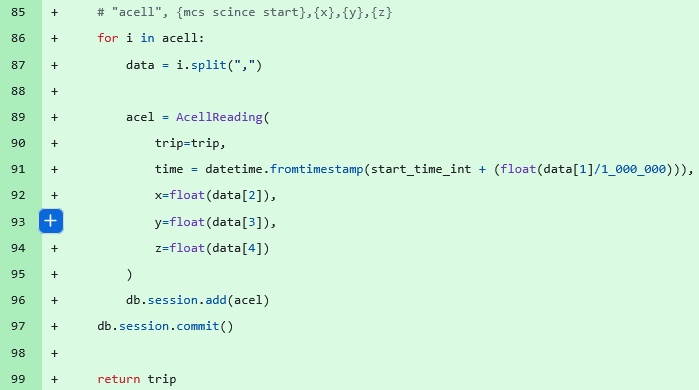 85 + # "acell", {mcs scince start},{x},{y},{z}
86 + for i in acell:
87 + data = i.split(",")
88 +
89 + acel = AcellReading(
90 + trip=trip,
91 + time = datetime.fromtimestamp(start_time_int + (float(data[1]/1_000_000))),
92 + x=float(data[2]),
93 + y=float(data[3]),
94 + z=float(data[4])
95 + )
96 + db.session.add(acel)
97 + db.session.commit()
98 +
99 + return trip